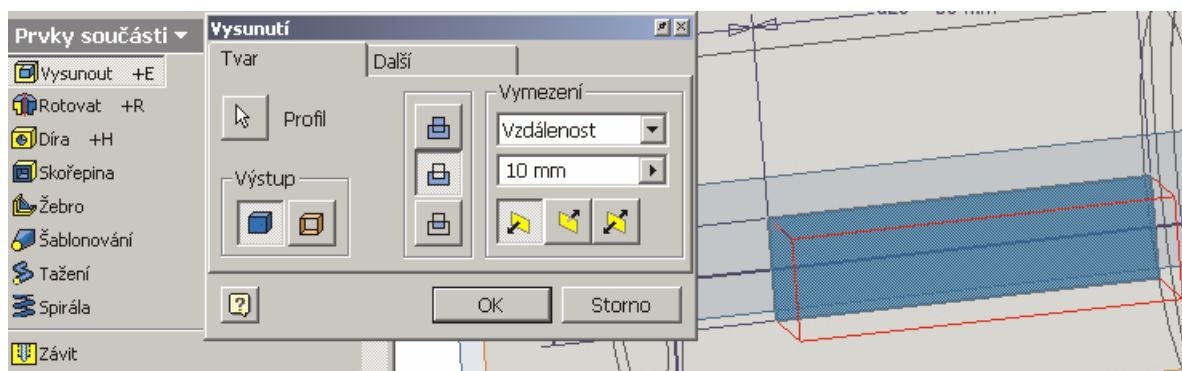 Prvky součásti
Vysunout +E
Rotovat +R
Díra +H
Skořepina
Žebro
Šablonování
Tažení
Spirála
Závit
Vysunutí
Tvar
Další
Profil
Výstup
Vymezení
Vzdálenost
10 mm
OK
Storno